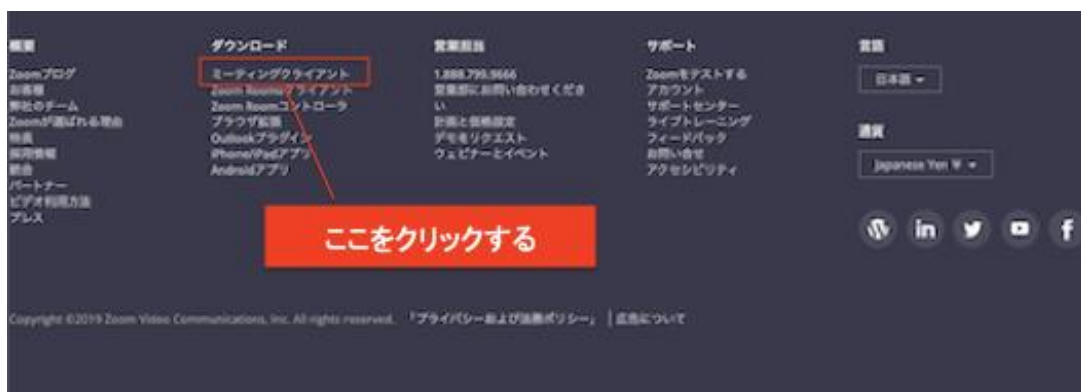 概要
Zoomブログ
お客様
弊社のチーム
Zoomが選ばれる理由
特長
採用情報
統合
パートナー
ビデオ利用方法
プレス
ダウンロード
ミーティングクライアント
Zoom Roomsクライアント
Zoom Roomコントローラ
ブラウザ拡張
Outlookプラグイン
iPhone/iPadアプリ
Androidアプリ
営業担当
1.888.799.9666
営業部にお問い合わせくださ
い
計画と価格設定
デモをリクエスト
ウェビナーとイベント
サポート
Zoomをテストする
アカウント
サポートセンター
ライブトレーニング
フィードバック
お問い合せ
アクセシビリティ
言語
日本語
通貨
Japanese Yen ¥
in
f
ここをクリックする
Copyright ©2019 Zoom Video Communications, Inc. All rights reserved. 「プライバシーおよび法務ポリシー」 | 広告について